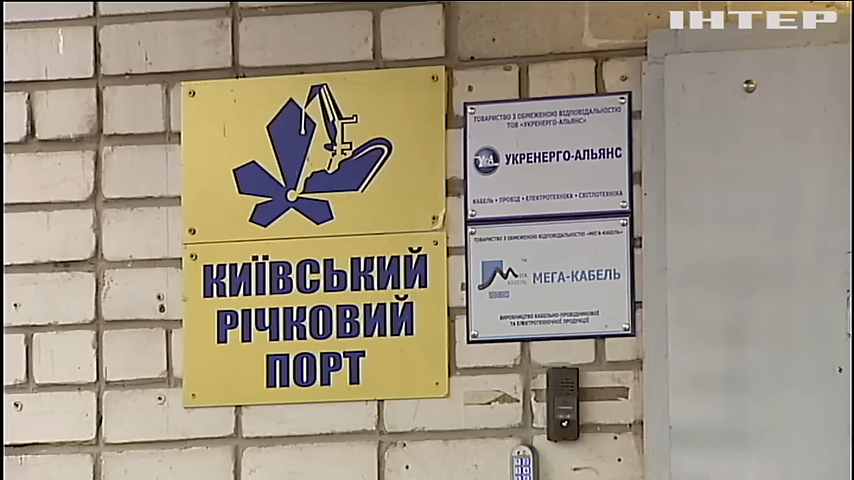 ІНТЕР
КИЇВСЬКИЙ
РІЧКОВИЙ
ПОРТ
ТОВАРИСТВО З ОБМЕЖЕНОЮ ВІДПОВІДАЛЬНІСТЮ
ТОВ «УКРЕНЕРГО-АЛЬЯНС»
УКРЕНЕРГО-АЛЬЯНС
КАБЕЛЬ • ПРОВІД • ЕЛЕКТРОТЕХНІКА • СВІТЛОТЕХНІКА
ТОВАРИСТВО З ОБМЕЖЕНОЮ ВІДПОВІДАЛЬНІСТЮ «МЕГА-КАБЕЛЬ»
МЕГА-КАБЕЛЬ
ВИРОБНИЦТВО КАБЕЛЬНО-ПРОВІДНИКОВОЇ
ТА ЕЛЕКТРОТЕХНІЧНОЇ ПРОДУКЦІЇ